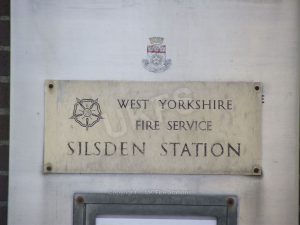 WEST YORKSHIRE
FIRE SERVICE
SILSDEN STATION